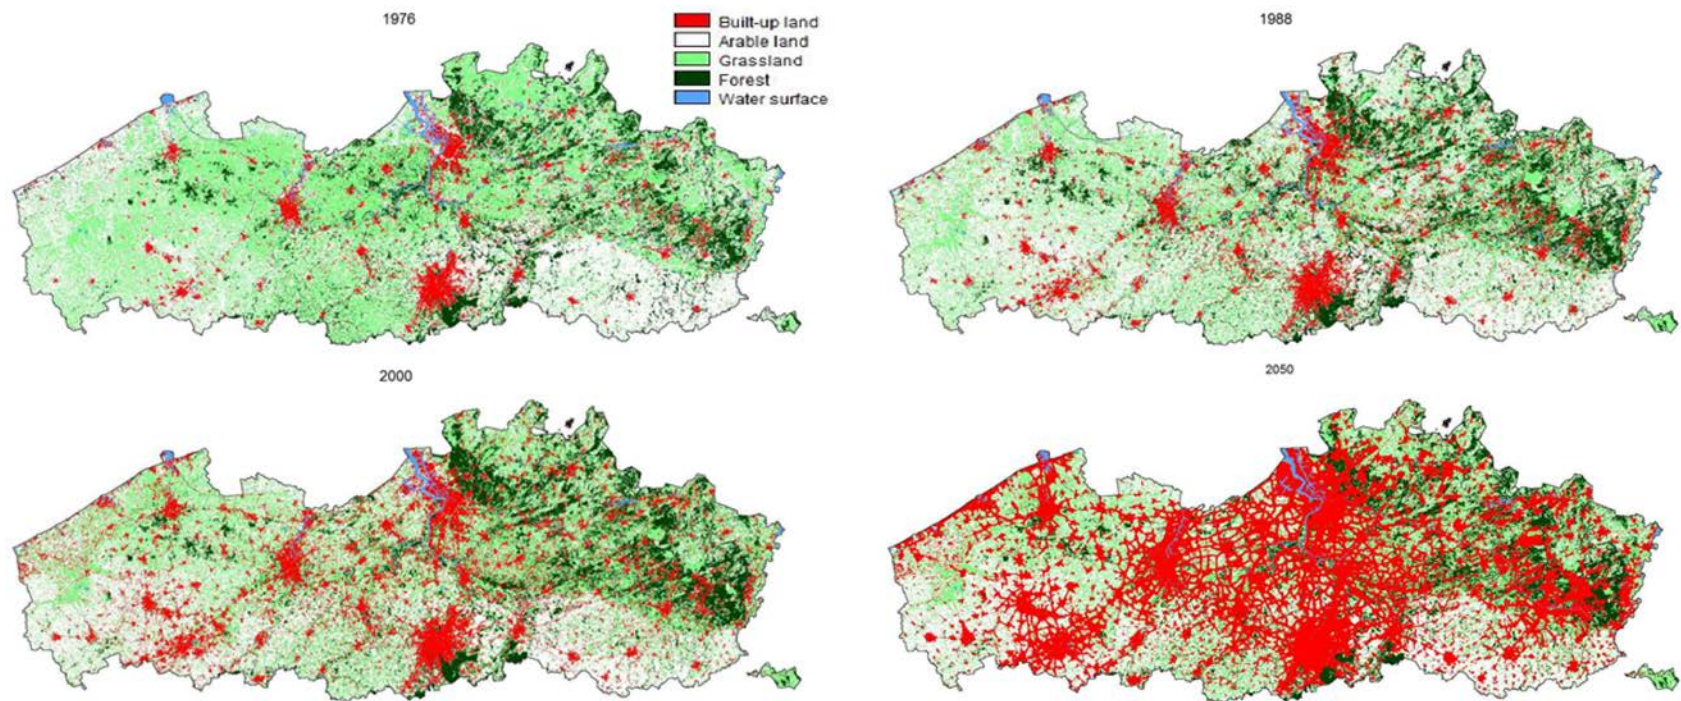 1976
Built-up land
Arable land
Grassland
Forest
Water surface
1988
2000
2050